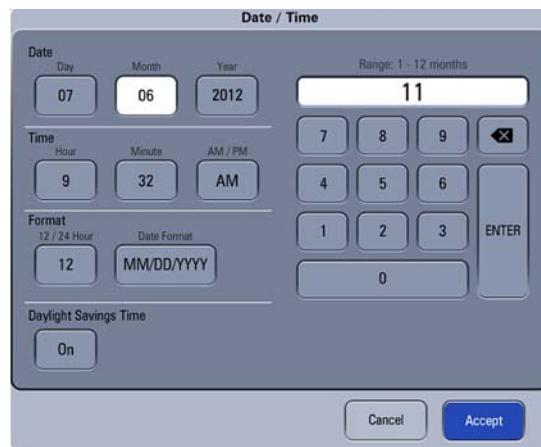 Date / Time
Date
Day Month Year
07 06 2012
Time
Hour Minute AM / PM
9 32 AM
Format
12 / 24 Hour Date Format
12 MM/DD/YYYY
Daylight Savings Time
On
Range: 1 - 12 months
11
7 8 9
4 5 6
1 2 3 ENTER
0
Cancel Accept